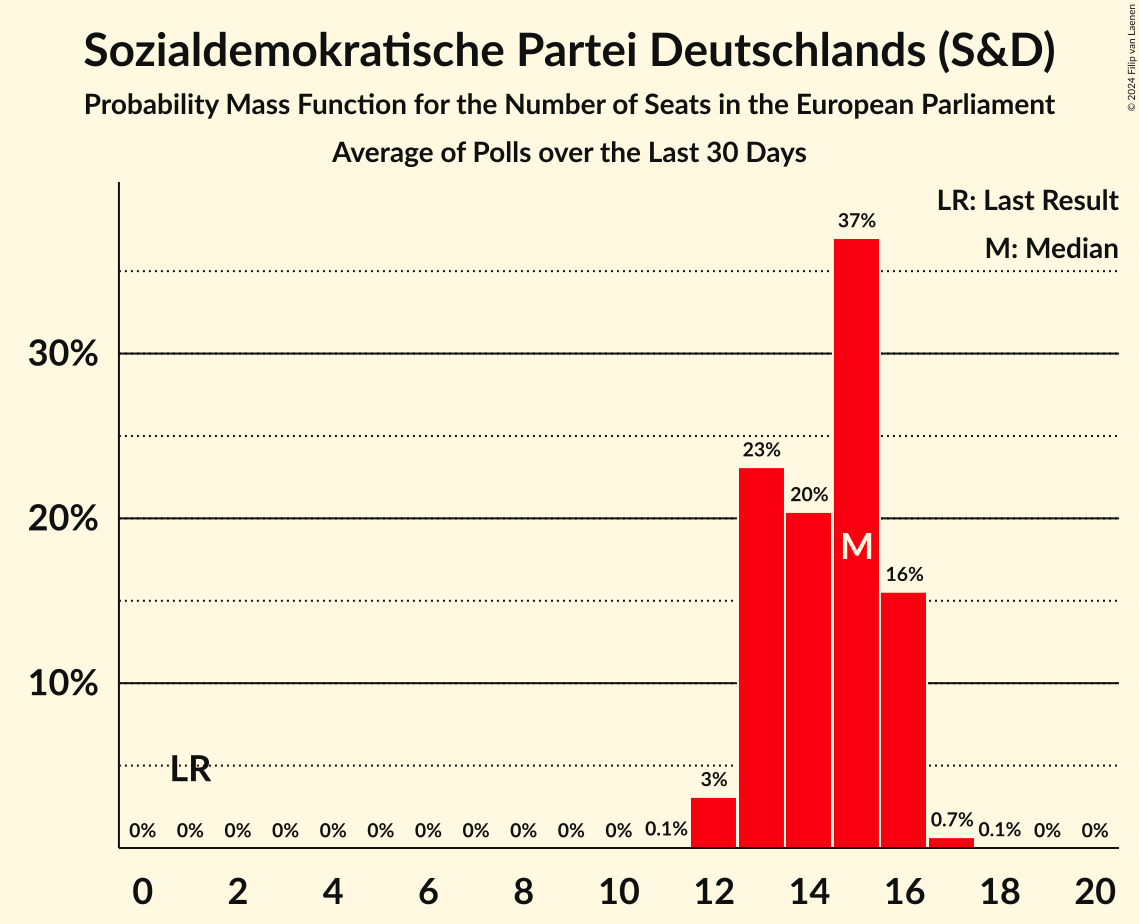 Sozialdemokratische Partei Deutschlands (S&D)
Probability Mass Function for the Number of Seats in the European Parliament
Average of Polls over the Last 30 Days
© 2024 Filip van Laenen
LR: Last Result
M: Median
37%
30%
23%
20%
20%
M
16%
10%
LR
3%
0% 0% 0% 0% 0% 0% 0% 0% 0% 0% 0% 0.1% 0.7% 0.1% 0% 0%
0 2 4 6 8 10 12 14 16 18 20